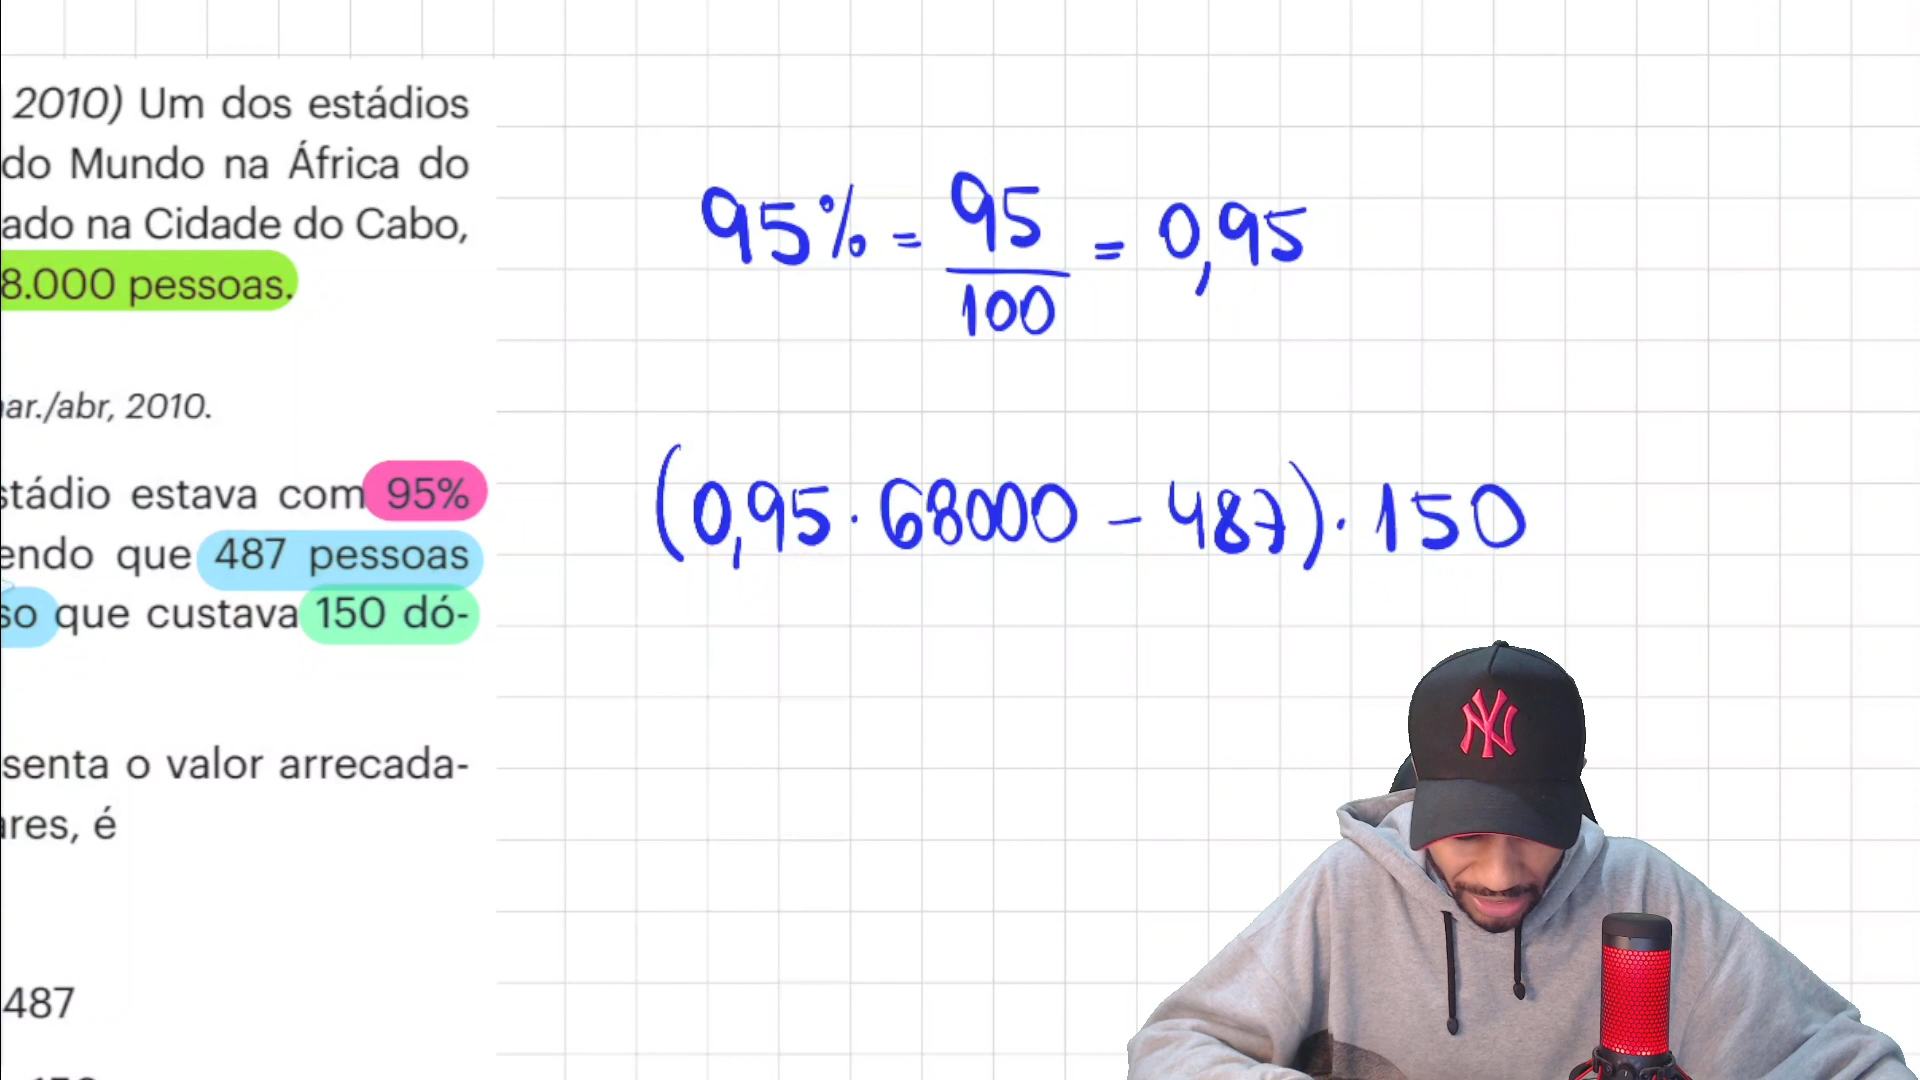 2010) Um dos estádios
do Mundo na África do
ado na Cidade do Cabo,
8.000 pessoas.
ar./abr, 2010.
stádio estava com 95%
endo que 487 pessoas
so que custava 150 dó-
senta o valor arrecada-
res, é
487
95% = 95/100 = 0,95
(0,95 · 68000 - 487) · 150
NY